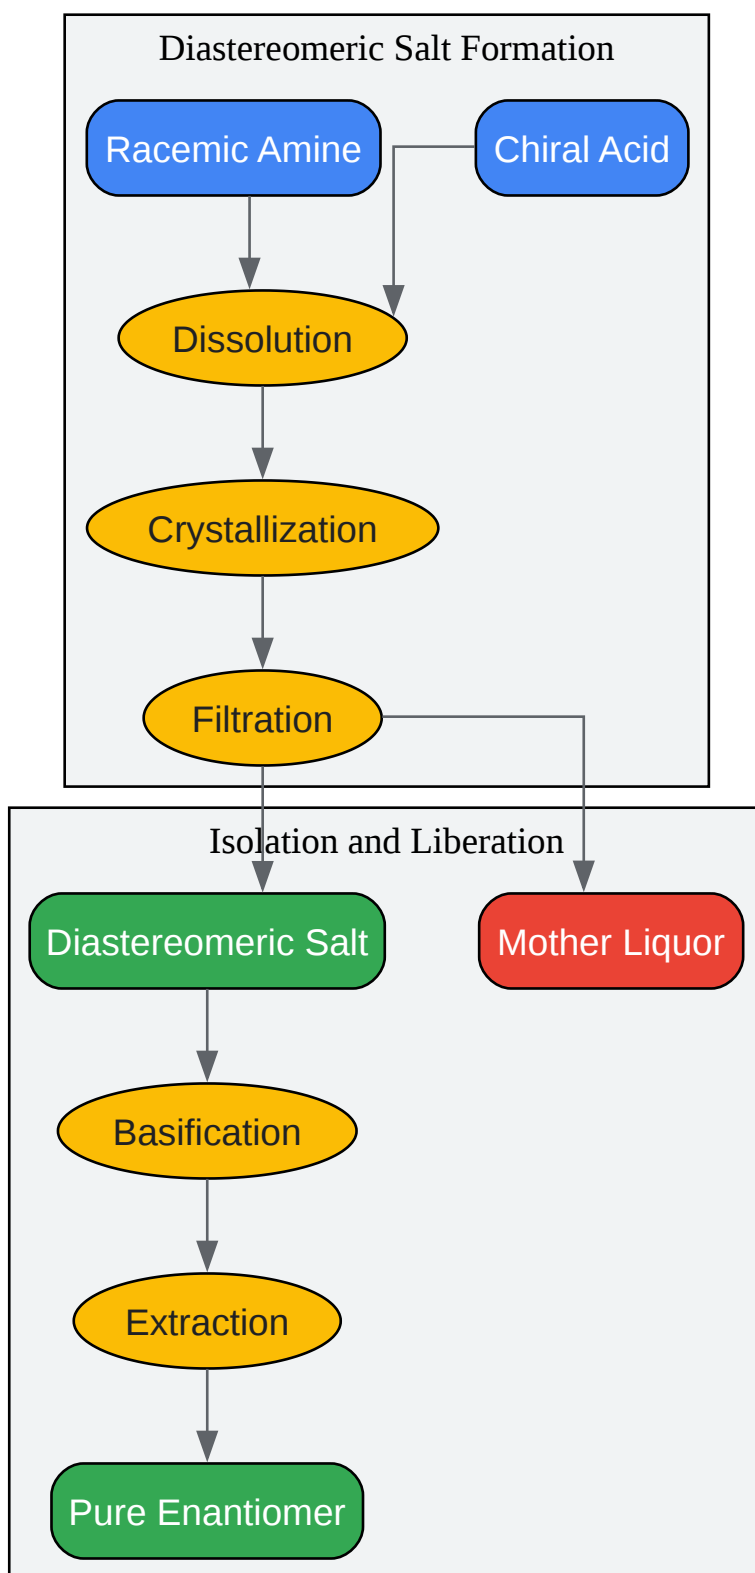 Diastereomeric Salt Formation
Racemic Amine
Chiral Acid
Dissolution
Crystallization
Filtration
Isolation and Liberation
Diastereomeric Salt
Mother Liquor
Basification
Extraction
Pure Enantiomer